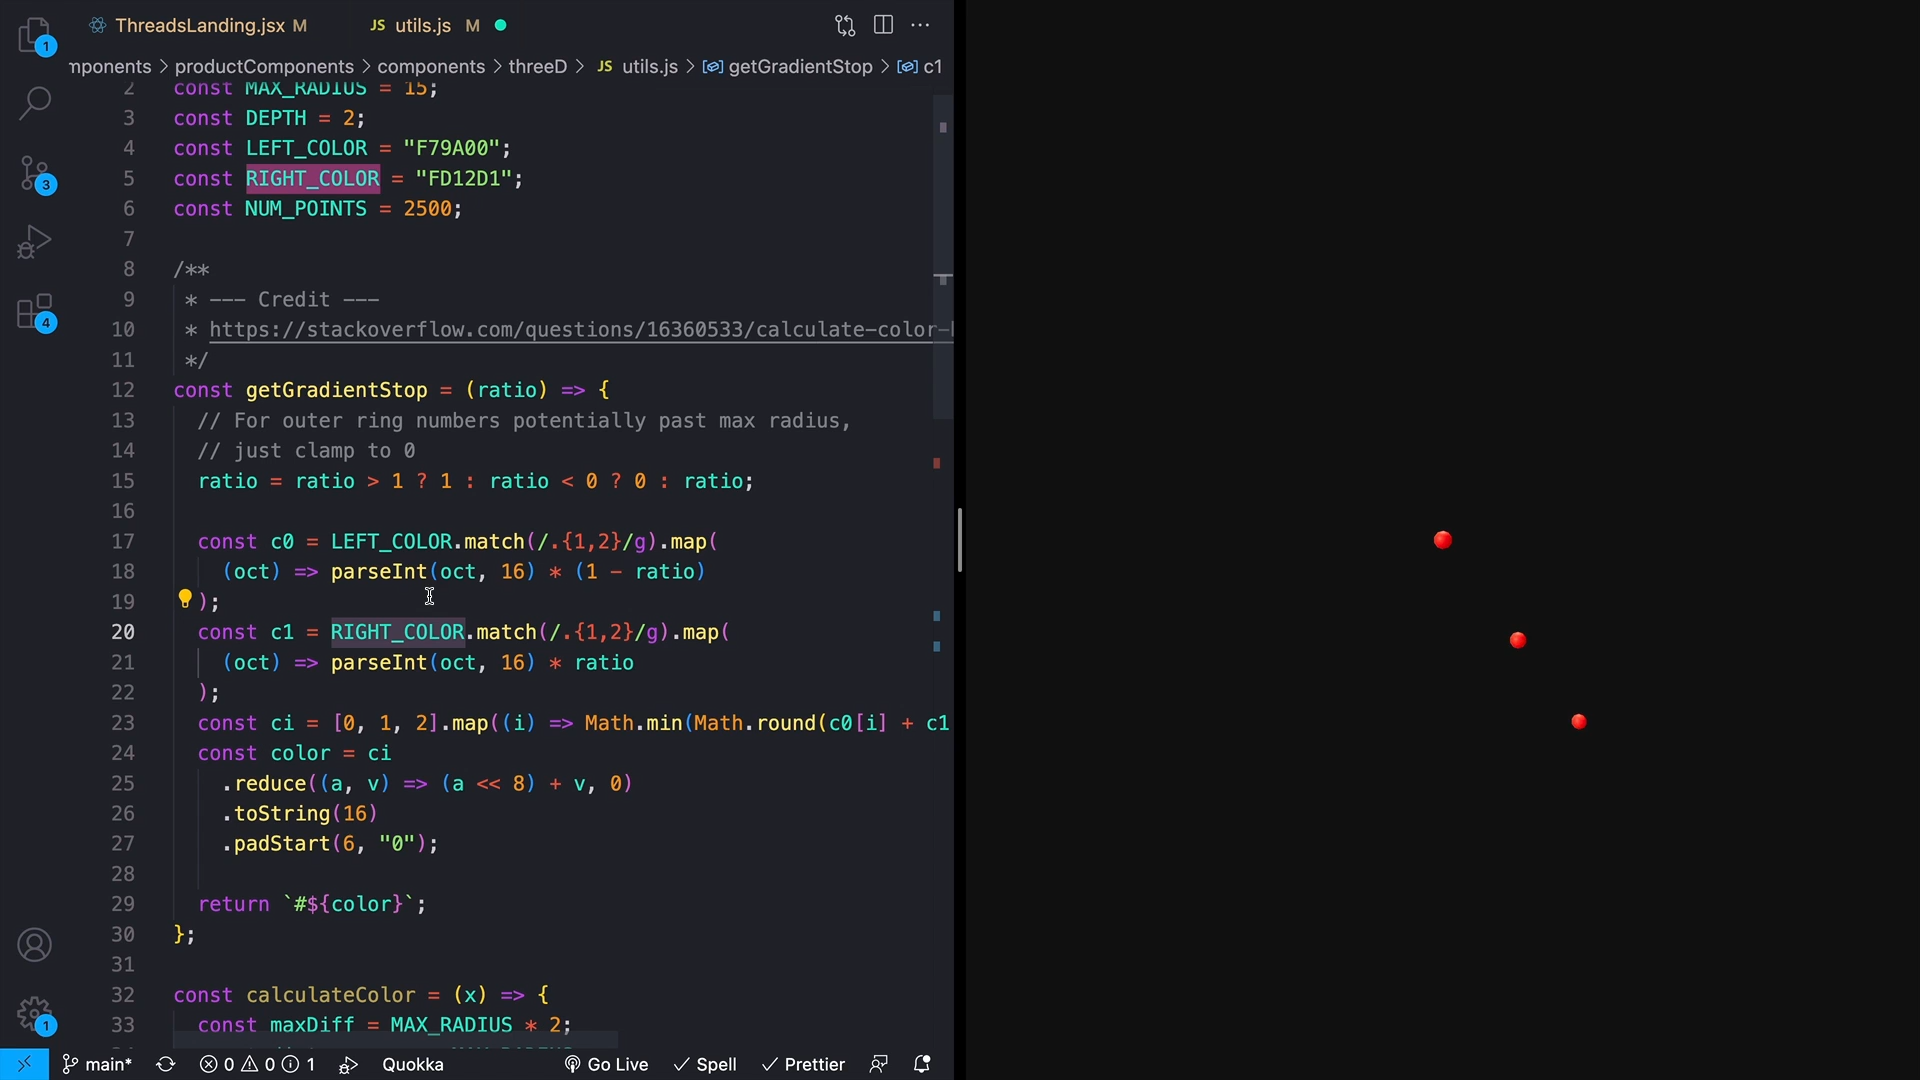 ThreadsLanding.jsx M
JS utils.js M
mponents > productComponents > components > threeD > JS utils.js > getGradientStop > c1
1
3
4
1
2 const MAX_RADIUS = 15;
3 const DEPTH = 2;
4 const LEFT_COLOR = "F79A00";
5 const RIGHT_COLOR = "FD12D1";
6 const NUM_POINTS = 2500;
7
8 /**
9 * --- Credit ---
10 * https://stackoverflow.com/questions/16360533/calculate-color-
11 */
12 const getGradientStop = (ratio) => {
13 // For outer ring numbers potentially past max radius,
14 // just clamp to 0
15 ratio = ratio > 1 ? 1 : ratio < 0 ? 0 : ratio;
16
17 const c0 = LEFT_COLOR.match(/.{1,2}/g).map(
18 (oct) => parseInt(oct, 16) * (1 - ratio)
19 );
20 const c1 = RIGHT_COLOR.match(/.{1,2}/g).map(
21 (oct) => parseInt(oct, 16) * ratio
22 );
23 const ci = [0, 1, 2].map((i) => Math.min(Math.round(c0[i] + c1
24 const color = ci
25 .reduce((a, v) => (a << 8) + v, 0)
26 .toString(16)
27 .padStart(6, "0");
28
29 return `#${color}`;
30 };
31
32 const calculateColor = (x) => {
33 const maxDiff = MAX_RADIUS * 2;
main* 0 0 1 Quokka Go Live Spell Prettier